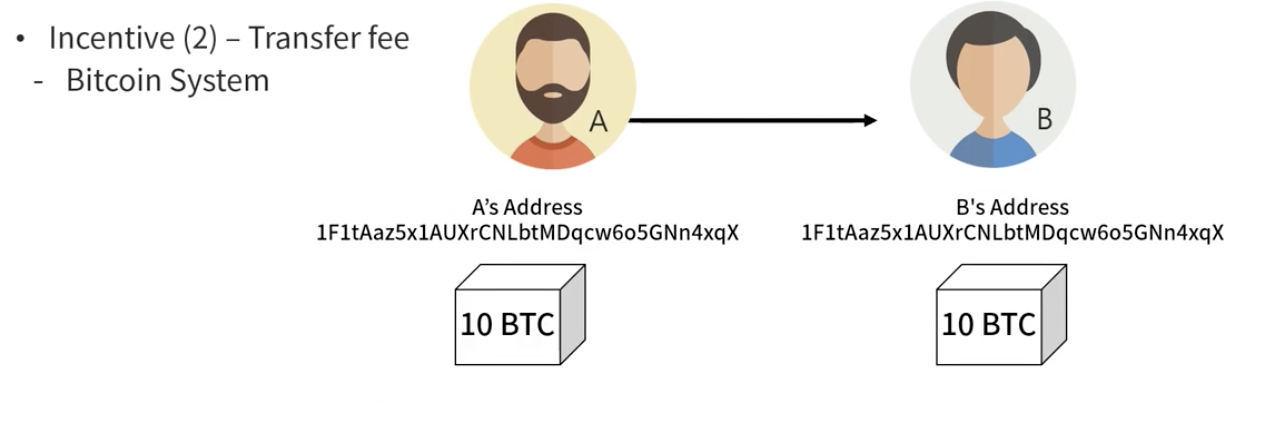 • Incentive (2) – Transfer fee
- Bitcoin System
A
B
A’s Address
1F1tAaz5x1AUXrCNLbtMDqcw6o5GNn4xqX
B's Address
1F1tAaz5x1AUXrCNLbtMDqcw6o5GNn4xqX
10 BTC
10 BTC